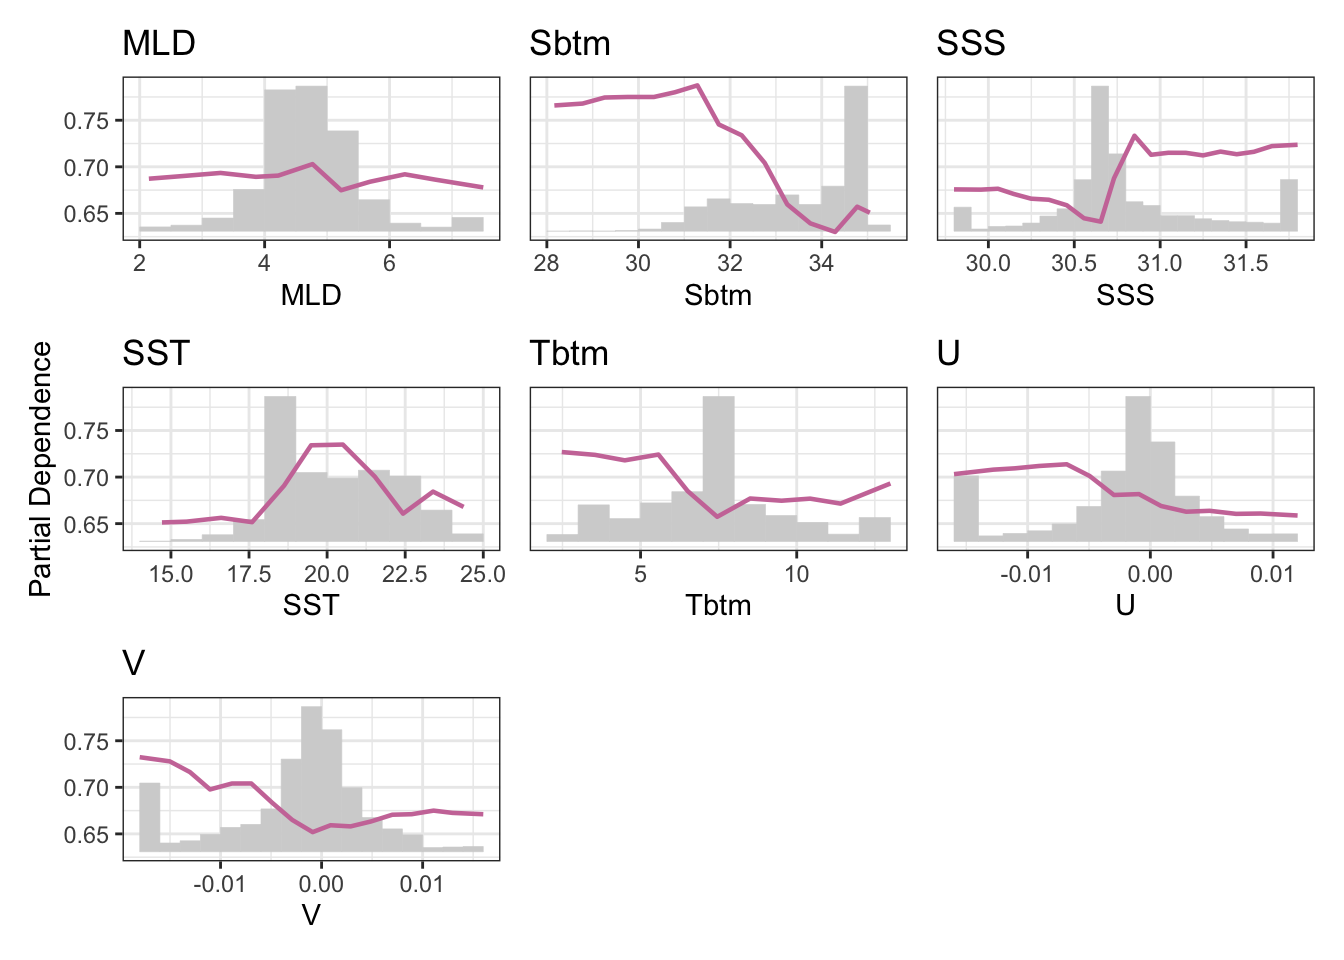 MLD Sbtm SSS
0.75
0.70
0.65
2 4 6 28 30 32 34 30.0 30.5 31.0 31.5
MLD Sbtm SSS
Partial Dependence
SST Tbtm U
0.75
0.70
0.65
15.0 17.5 20.0 22.5 25.0 5 10 -0.01 0.00 0.01
SST Tbtm U
V
0.75
0.70
0.65
-0.01 0.00 0.01
V